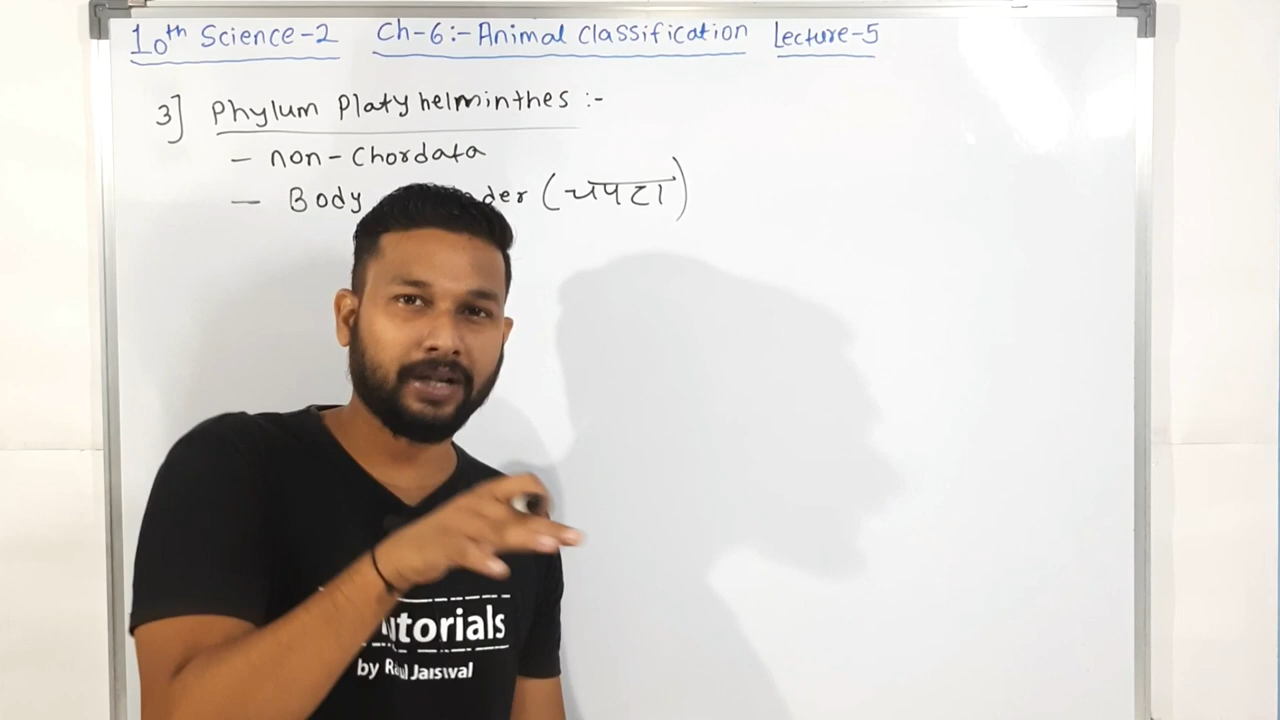 10th Science-2 Ch-6:- Animal Classification Lecture-5
3] Phylum Platyhelminthes :-
- non-Chordata
- Body (चपटा)
by Jaiswal